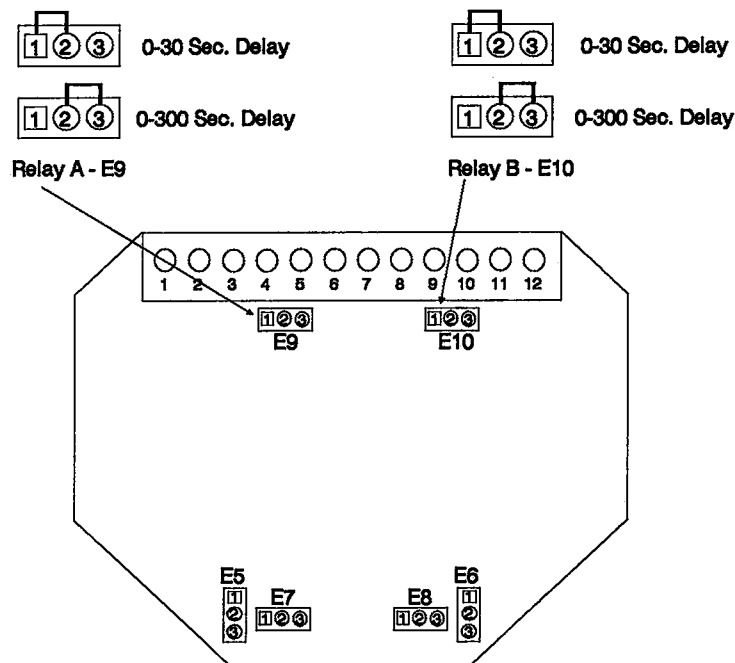 1 2 3 0-30 Sec. Delay
1 2 3 0-30 Sec. Delay
1 2 3 0-300 Sec. Delay
1 2 3 0-300 Sec. Delay
Relay A - E9
Relay B - E10
1 2 3 4 5 6 7 8 9 10 11 12
1 2 3
E9
1 2 3
E10
E5
1
2
3
E7
1 2 3
E8
1 2 3
E6
1
2
3